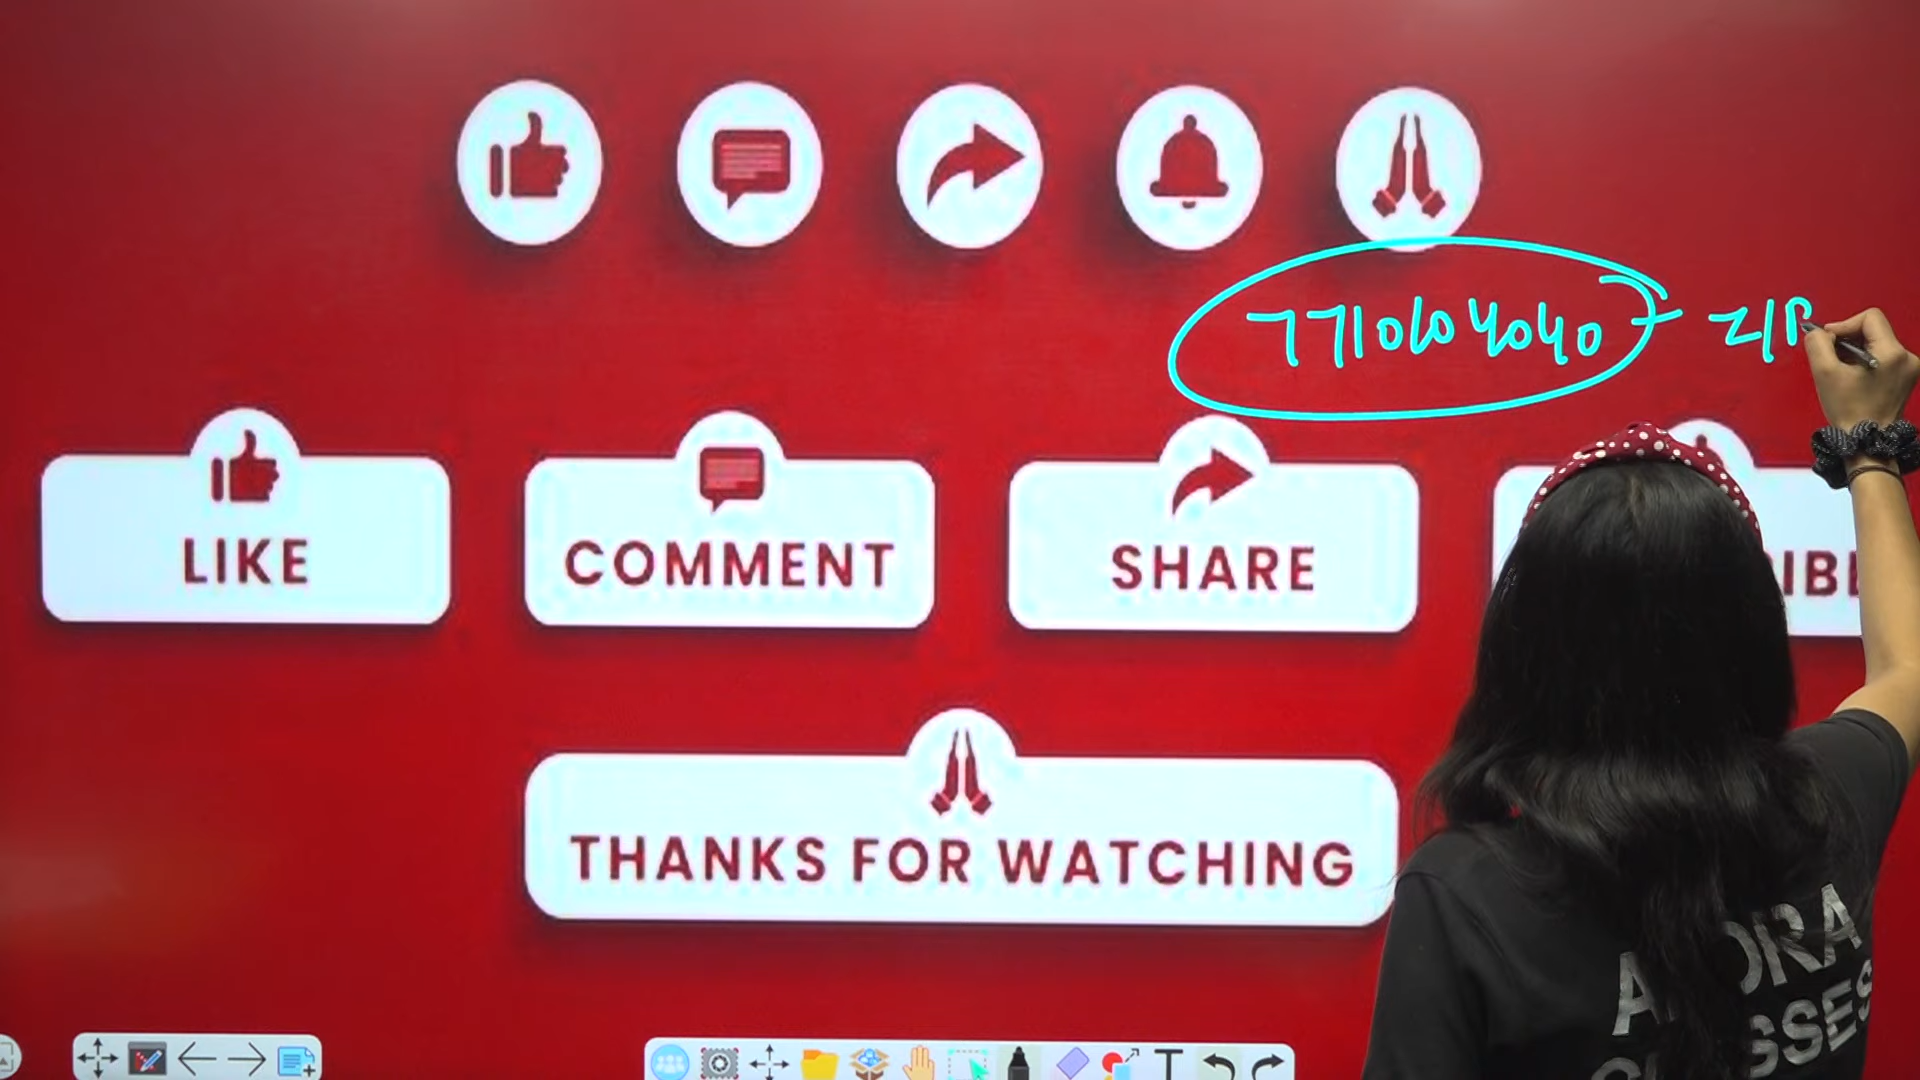 7710104040
LIKE
COMMENT
SHARE
THANKS FOR WATCHING